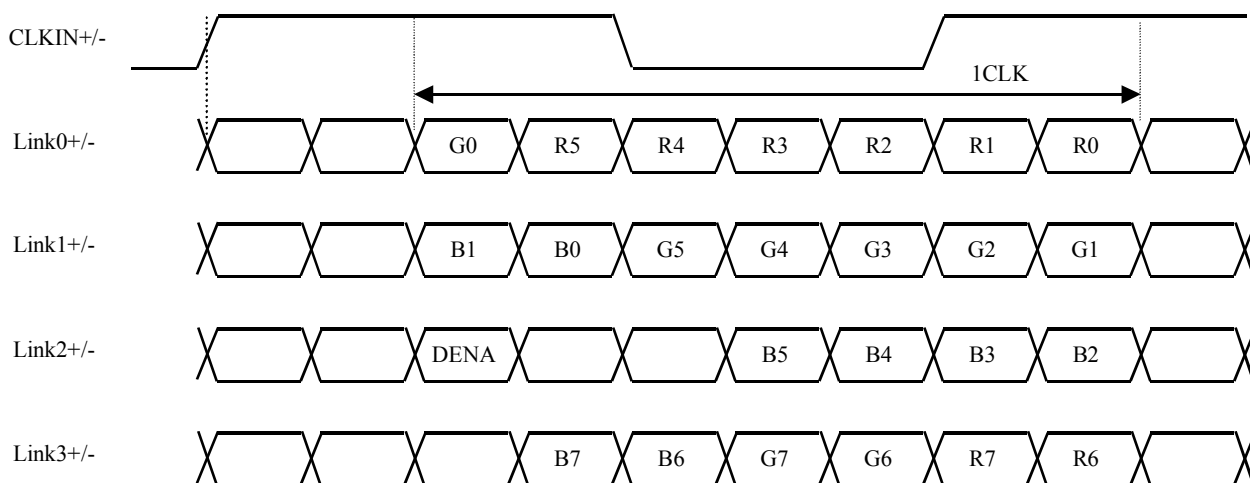 CLKIN+/-
1CLK
Link0+/- G0 R5 R4 R3 R2 R1 R0
Link1+/- B1 B0 G5 G4 G3 G2 G1
Link2+/- DENA B5 B4 B3 B2
Link3+/- B7 B6 G7 G6 R7 R6